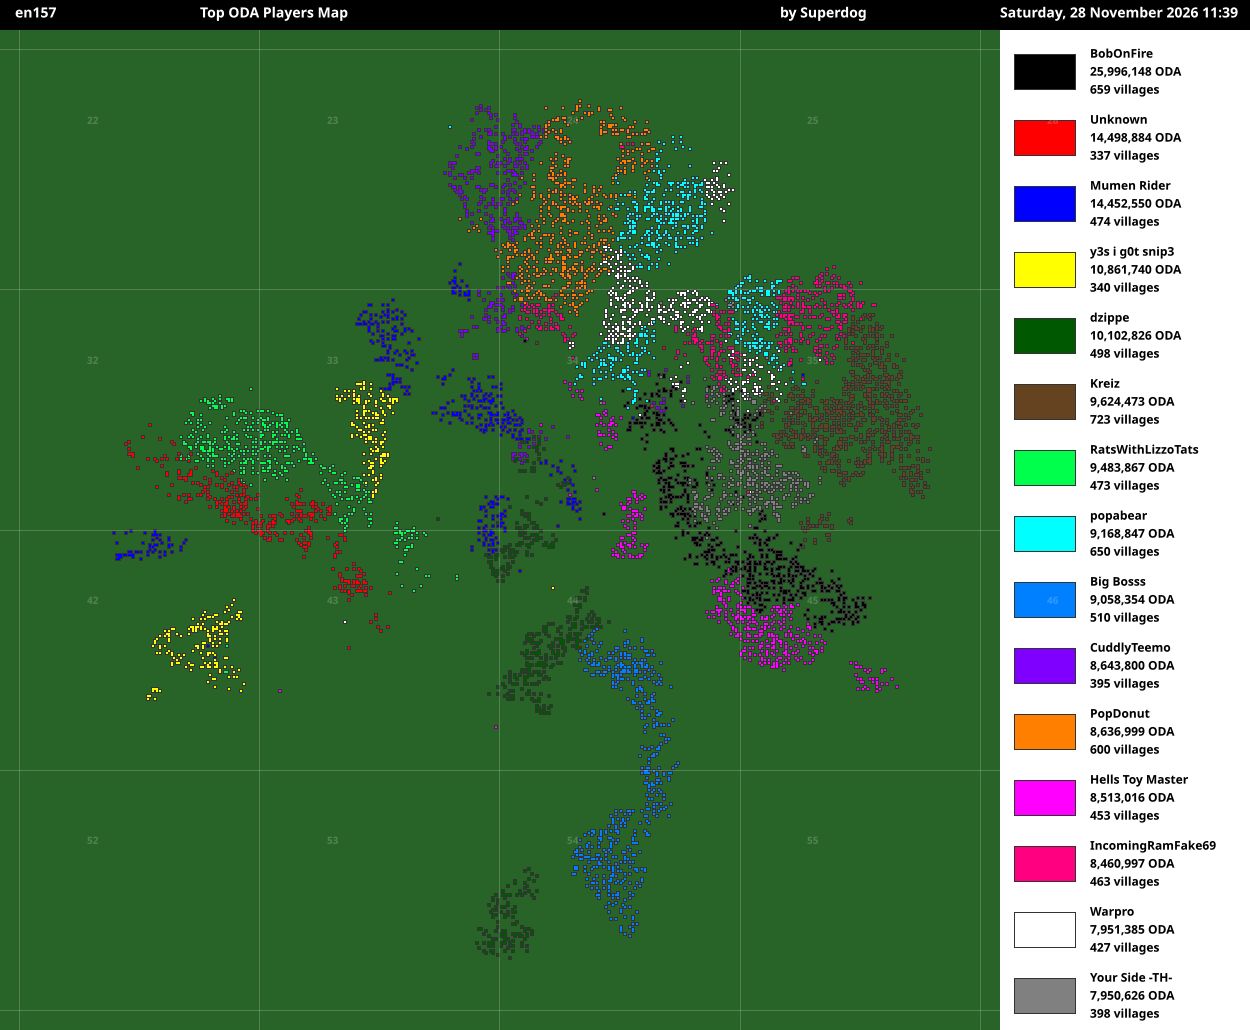 en157 Top ODA Players Map by Superdog Saturday, 28 November 2026 11:39
BobOnFire
25,996,148 ODA
659 villages
Unknown
14,498,884 ODA
337 villages
Mumen Rider
14,452,550 ODA
474 villages
y3s i g0t snip3
10,861,740 ODA
340 villages
dzippe
10,102,826 ODA
498 villages
Kreiz
9,624,473 ODA
723 villages
RatsWithLizzoTats
9,483,867 ODA
473 villages
popabear
9,168,847 ODA
650 villages
Big Bosss
9,058,354 ODA
510 villages
CuddlyTeemo
8,643,800 ODA
395 villages
PopDonut
8,636,999 ODA
600 villages
Hells Toy Master
8,513,016 ODA
453 villages
IncomingRamFake69
8,460,997 ODA
463 villages
Warpro
7,951,385 ODA
427 villages
Your Side -TH-
7,950,626 ODA
398 villages
22 23 25
32 33 34
42 43 44 45 46
52 53 54 55